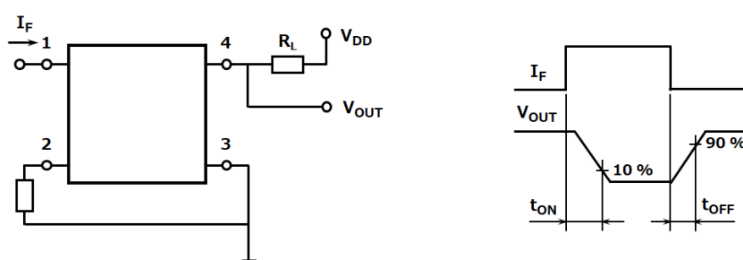 I_F
1
4
R_L
V_DD
V_OUT
2
3
I_F
V_OUT
10 %
90 %
t_ON
t_OFF